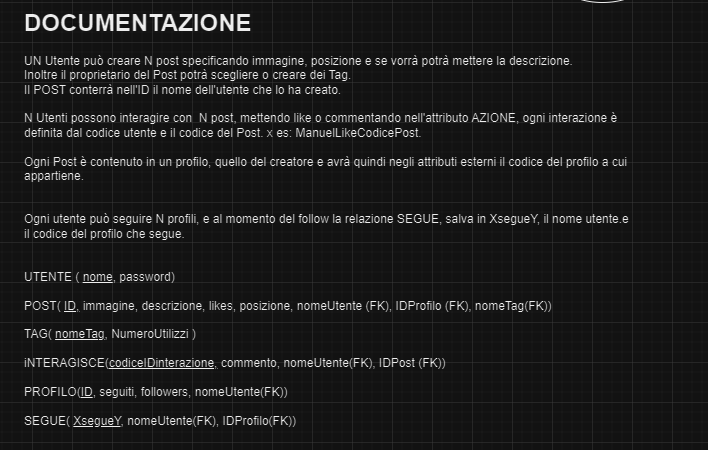 DOCUMENTAZIONE
UN Utente può creare N post specificando immagine, posizione e se vorrà potrà mettere la descrizione.
Inoltre il proprietario del Post potrà scegliere o creare dei Tag.
Il POST conterrà nell'ID il nome dell'utente che lo ha creato.
N Utenti possono interagire con N post, mettendo like o commentando nell'attributo AZIONE, ogni interazione è
definita dal codice utente e il codice del Post. x es: ManuelLikeCodicePost.
Ogni Post è contenuto in un profilo, quello del creatore e avrà quindi negli attributi esterni il codice del profilo a cui
appartiene.
Ogni utente può seguire N profili, e al momento del follow la relazione SEGUE, salva in XsegueY, il nome utente.e
il codice del profilo che segue.
UTENTE ( nome, password)
POST( ID, immagine, descrizione, likes, posizione, nomeUtente (FK), IDProfilo (FK), nomeTag(FK))
TAG( nomeTag, NumeroUtilizzi )
iNTERAGISCE(codiceIDinterazione, commento, nomeUtente(FK), IDPost (FK))
PROFILO(ID, seguiti, followers, nomeUtente(FK))
SEGUE( XsegueY, nomeUtente(FK), IDProfilo(FK))